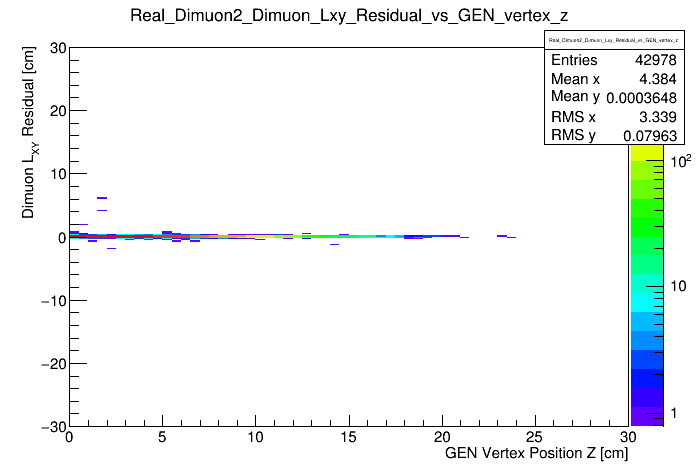 Real_Dimuon2_Dimuon_Lxy_Residual_vs_GEN_vertex_z
Real_Dimuon2_Dimuon_Lxy_Residual_vs_GEN_vertex_z
Entries 42978
Mean x 4.384
Mean y 0.0003648
RMS x 3.339
RMS y 0.07963
Dimuon LXY Residual [cm]
30
20
10
0
−10
−20
−30
0 5 10 15 20 25 30
GEN Vertex Position Z [cm]
10²
10
1